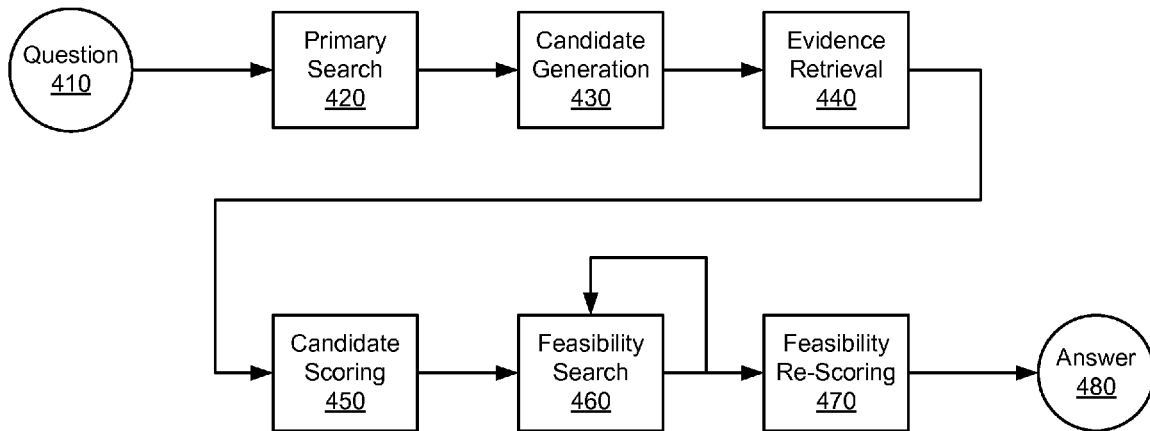 Question
410
Primary
Search
420
Candidate
Generation
430
Evidence
Retrieval
440
Candidate
Scoring
450
Feasibility
Search
460
Feasibility
Re-Scoring
470
Answer
480